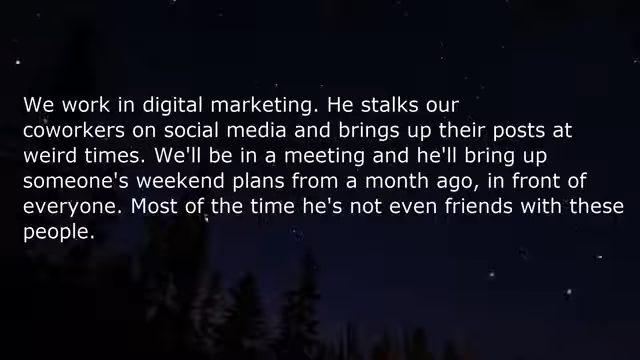 We work in digital marketing. He stalks our
coworkers on social media and brings up their posts at
weird times. We'll be in a meeting and he'll bring up
someone's weekend plans from a month ago, in front of
everyone. Most of the time he's not even friends with these
people.